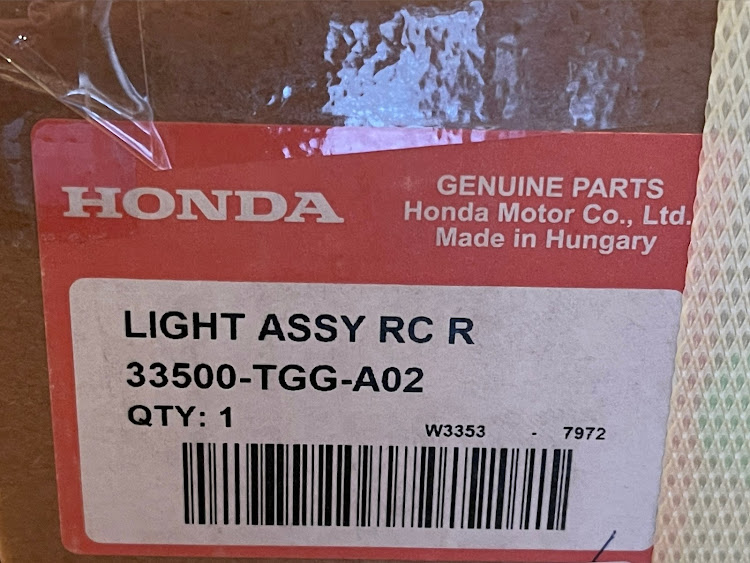 HONDA
GENUINE PARTS
Honda Motor Co., Ltd.
Made in Hungary
LIGHT ASSY RC R
33500-TGG-A02
QTY: 1
W3353 - 7972